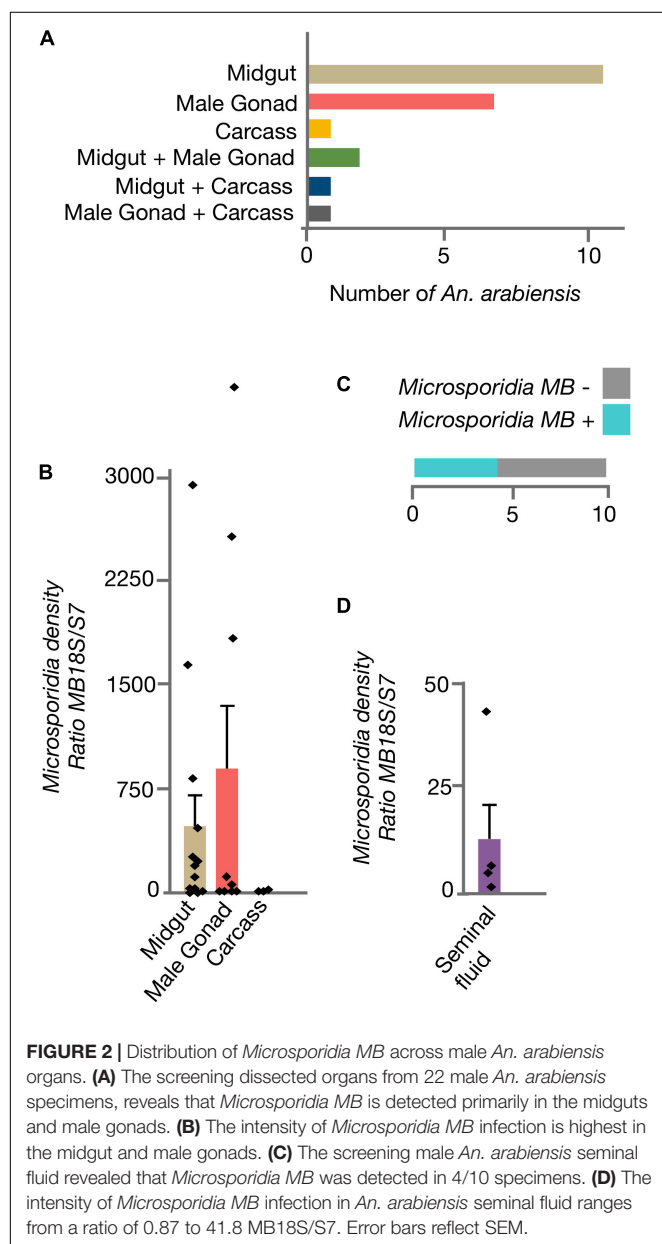 A
Midgut
Male Gonad
Carcass
Midgut + Male Gonad
Midgut + Carcass
Male Gonad + Carcass
0 5 10
Number of An. arabiensis
B
Microsporidia density
Ratio MB18S/S7
3000
2250
1500
750
0
Midgut
Male Gonad
Carcass
C
Microsporidia MB -
Microsporidia MB +
0 5 10
D
Microsporidia density
Ratio MB18S/S7
50
25
0
Seminal
fluid
FIGURE 2 | Distribution of Microsporidia MB across male An. arabiensis
organs. (A) The screening dissected organs from 22 male An. arabiensis
specimens, reveals that Microsporidia MB is detected primarily in the midguts
and male gonads. (B) The intensity of Microsporidia MB infection is highest in
the midgut and male gonads. (C) The screening male An. arabiensis seminal
fluid revealed that Microsporidia MB was detected in 4/10 specimens. (D) The
intensity of Microsporidia MB infection in An. arabiensis seminal fluid ranges
from a ratio of 0.87 to 41.8 MB18S/S7. Error bars reflect SEM.